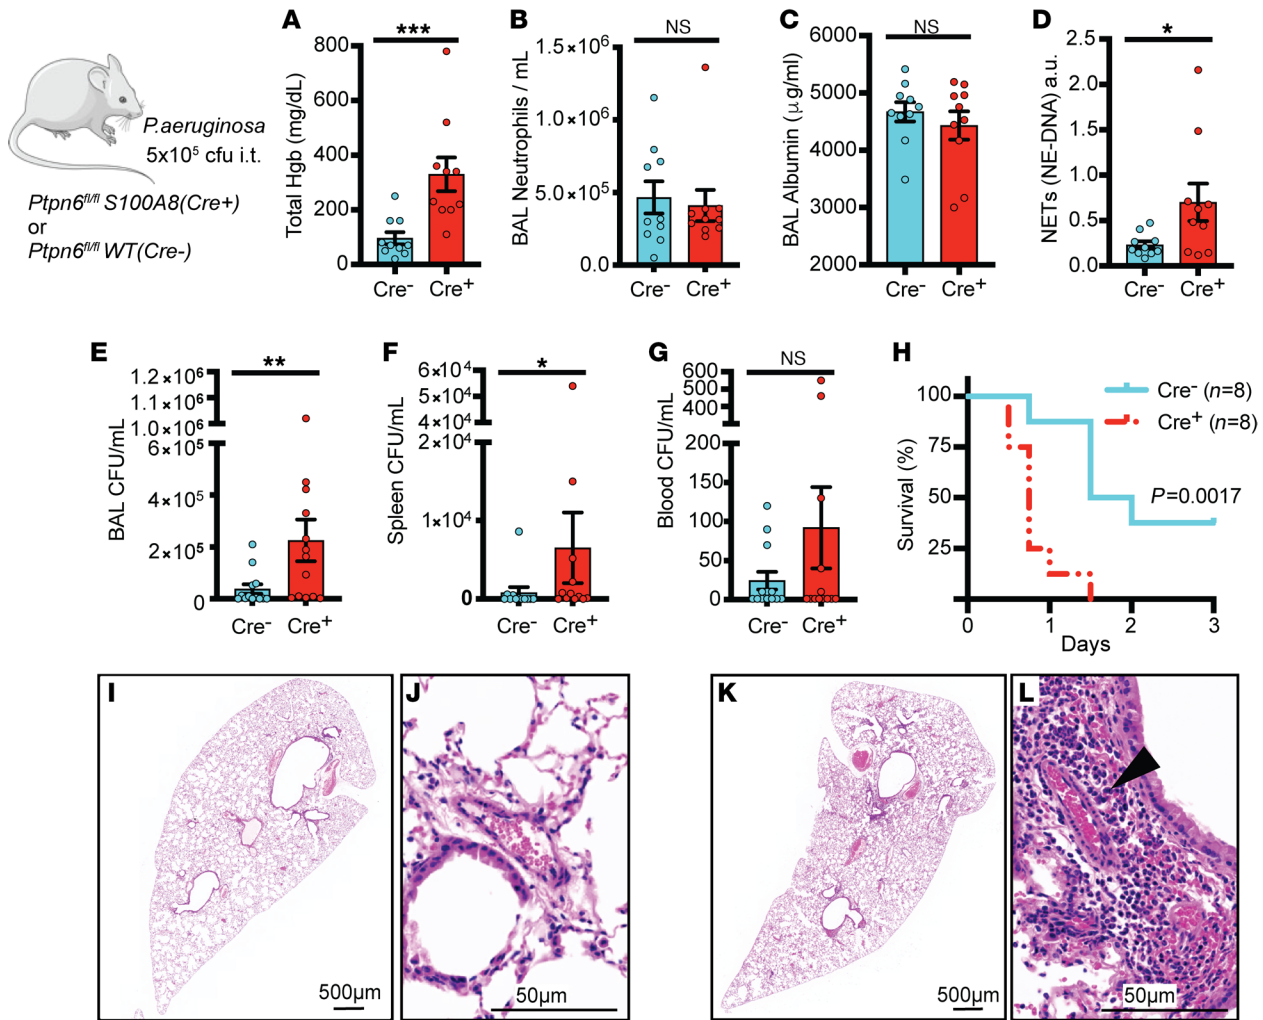 P.aeruginosa
5x10⁵ cfu i.t.
Ptpn6fl/fl S100A8(Cre+)
or
Ptpn6fl/fl WT(Cre-)
A
***
Total Hgb (mg/dL)
800
600
400
200
0
Cre-
Cre+
B
NS
BAL Neutrophils / mL
1.5×10⁶
1.0×10⁶
5.0×10⁵
0.0
Cre-
Cre+
C
NS
BAL Albumin (μg/ml)
6000
5000
4000
3000
2000
Cre-
Cre+
D
*
NETs (NE-DNA) a.u.
2.5
2.0
1.5
1.0
0.5
0.0
Cre-
Cre+
E
**
BAL CFU/mL
1.2×10⁶
1.1×10⁶
1.0×10⁶
6×10⁵
4×10⁵
2×10⁵
0
Cre-
Cre+
F
*
Spleen CFU/mL
6×10⁴
5×10⁴
4×10⁴
2×10⁴
1×10⁴
0
Cre-
Cre+
G
NS
Blood CFU/mL
600
500
400
200
150
100
50
0
Cre-
Cre+
H
Survival (%)
100
75
50
25
0
1
2
3
Days
Cre- (n=8)
Cre+ (n=8)
P=0.0017
I
500μm
J
50μm
K
500μm
L
50μm